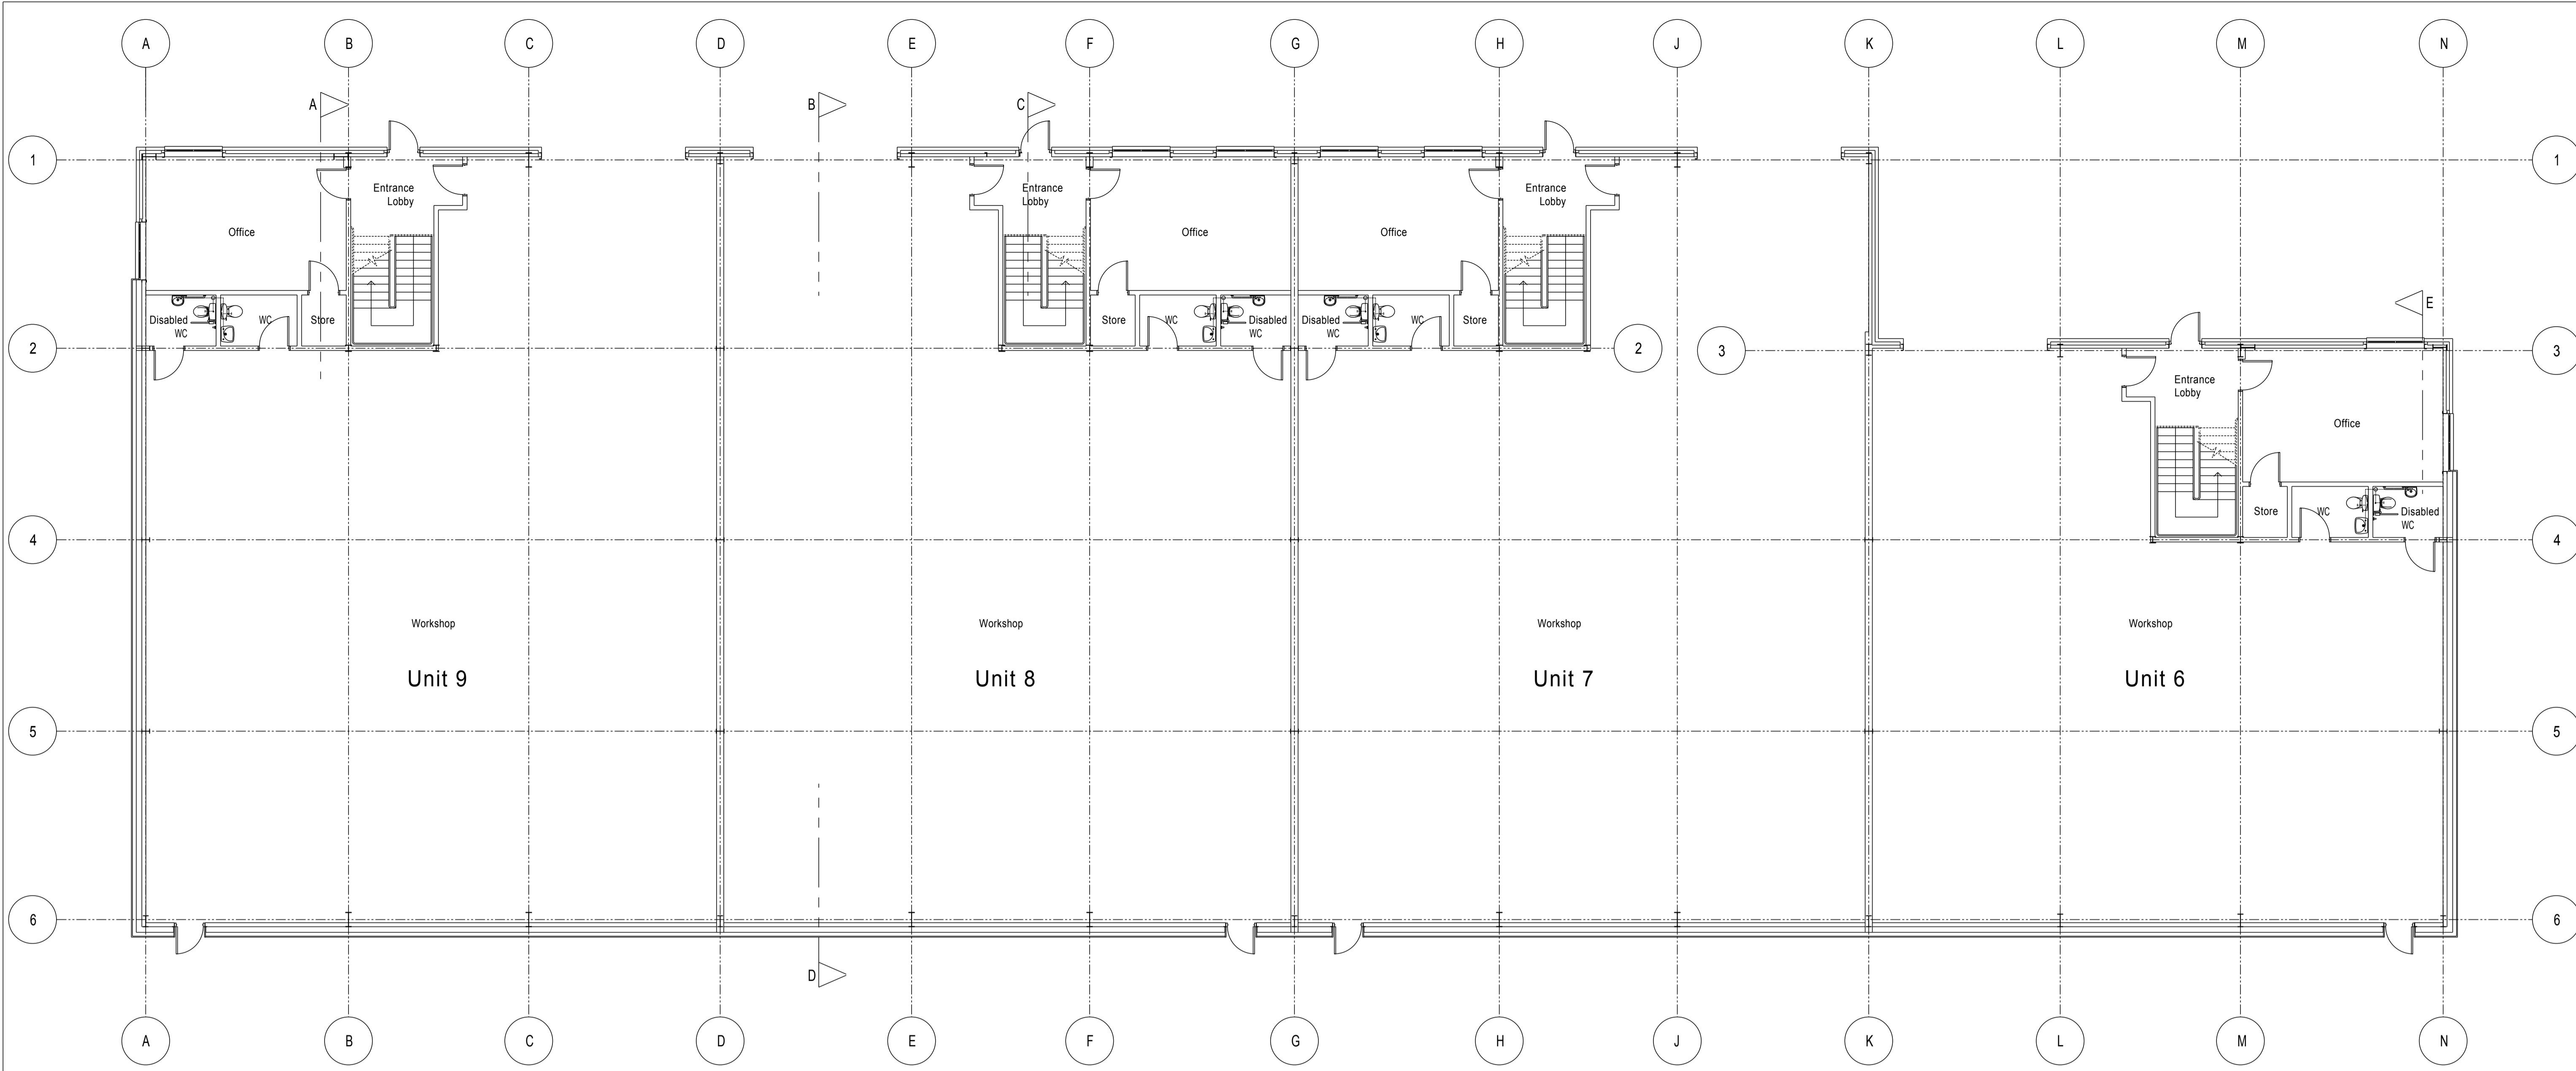 A B C D E F G H J K L M N
A B C
1 1
Entrance
Lobby
Entrance
Lobby
Entrance
Lobby
Office
Office
Office
Disabled
WC
WC
Store
Store
WC
Disabled
WC
Disabled
WC
WC
Store
E
2 2 3 3
Entrance
Lobby
Office
Store
WC
Disabled
WC
4 4
Workshop
Workshop
Workshop
Workshop
Unit 9
Unit 8
Unit 7
Unit 6
5 5
6 6
D
A B C D E F G H J K L M N